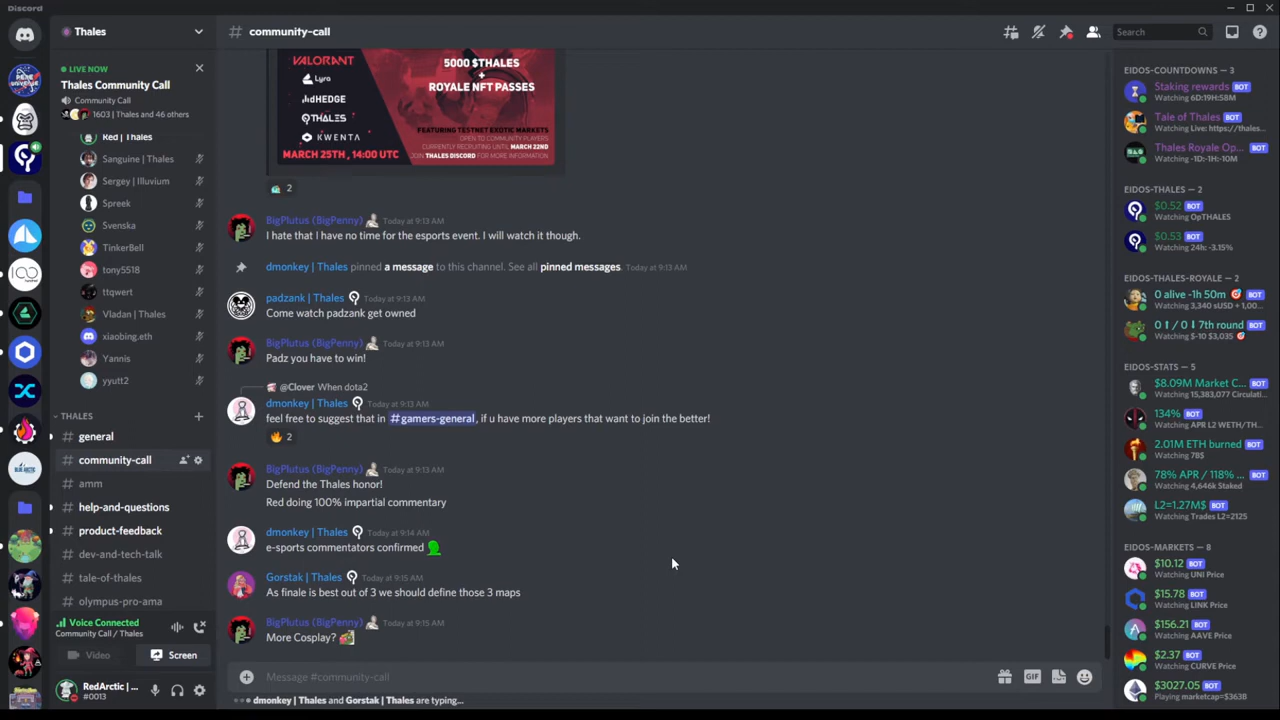 Discord
Thales
community-call
Search
LIVE NOW
Thales Community Call
Community Call
1603 | Thales and 46 others
Red | Thales
Sanguine | Thales
Sergey | Illuvium
Spreek
Svenska
TinkerBell
tony5518
ttqwert
Vladan | Thales
xiaobing.eth
Yannis
yyutt2
THALES
general
community-call
amm
help-and-questions
product-feedback
dev-and-tech-talk
tale-of-thales
olympus-pro-ama
Voice Connected
Community Call / Thales
Video
Screen
RedArctic | ...
#0013
VALORANT
Lyra
dHEDGE
THALES
KWENTA
MARCH 25TH, 14:00 UTC
5000 $THALES
+
ROYALE NFT PASSES
FEATURING TESTNET EXOTIC MARKETS
OPEN TO COMMUNITY PLAYERS
CURRENTLY RECRUITING UNTIL MARCH 22ND
JOIN THALES DISCORD FOR MORE INFORMATION
2
BigPlutus (BigPenny) Today at 9:13 AM
I hate that I have no time for the esports event. I will watch it though.
dmonkey | Thales pinned a message to this channel. See all pinned messages. Today at 9:13 AM
padzank | Thales Today at 9:13 AM
Come watch padzank get owned
BigPlutus (BigPenny) Today at 9:13 AM
Padz you have to win!
@Clover When dota2
dmonkey | Thales Today at 9:13 AM
feel free to suggest that in #gamers-general, if u have more players that want to join the better!
2
BigPlutus (BigPenny) Today at 9:13 AM
Defend the Thales honor!
Red doing 100% impartial commentary
dmonkey | Thales Today at 9:14 AM
e-sports commentators confirmed
Gorstak | Thales Today at 9:15 AM
As finale is best out of 3 we should define those 3 maps
BigPlutus (BigPenny) Today at 9:15 AM
More Cosplay?
Message #community-call
GIF
dmonkey | Thales and Gorstak | Thales are typing...
EIDOS-COUNTDOWNS — 3
Staking rewards BOT
Watching 6D:19H:58M
Tale of Thales BOT
Watching Live: https://thales...
Thales Royale Op... BOT
Watching -1D:-1H:-10M
EIDOS-THALES — 2
$0.52 BOT
Watching OpTHALES
$0.53 BOT
Watching 24h: -3.15%
EIDOS-THALES-ROYALE — 2
0 alive -1h 50m BOT
Watching 3,340 sUSD + 1,00...
0 / 0 7th round BOT
Watching $-10 $3,035
EIDOS-STATS — 5
$8.09M Market C... BOT
Watching 15,383,077 Circulati...
134% BOT
Watching APR L2 WETH/TH...
2.01M ETH burned BOT
Watching 7B$
78% APR / 118% ... BOT
Watching 4,646k Staked
L2=1.27M$ BOT
Watching Trades L2=2125
EIDOS-MARKETS — 8
$10.12 BOT
Watching UNI Price
$15.78 BOT
Watching LINK Price
$156.21 BOT
Watching AAVE Price
$2.37 BOT
Watching CURVE Price
$3027.05 BOT
Playing marketcap=$363B